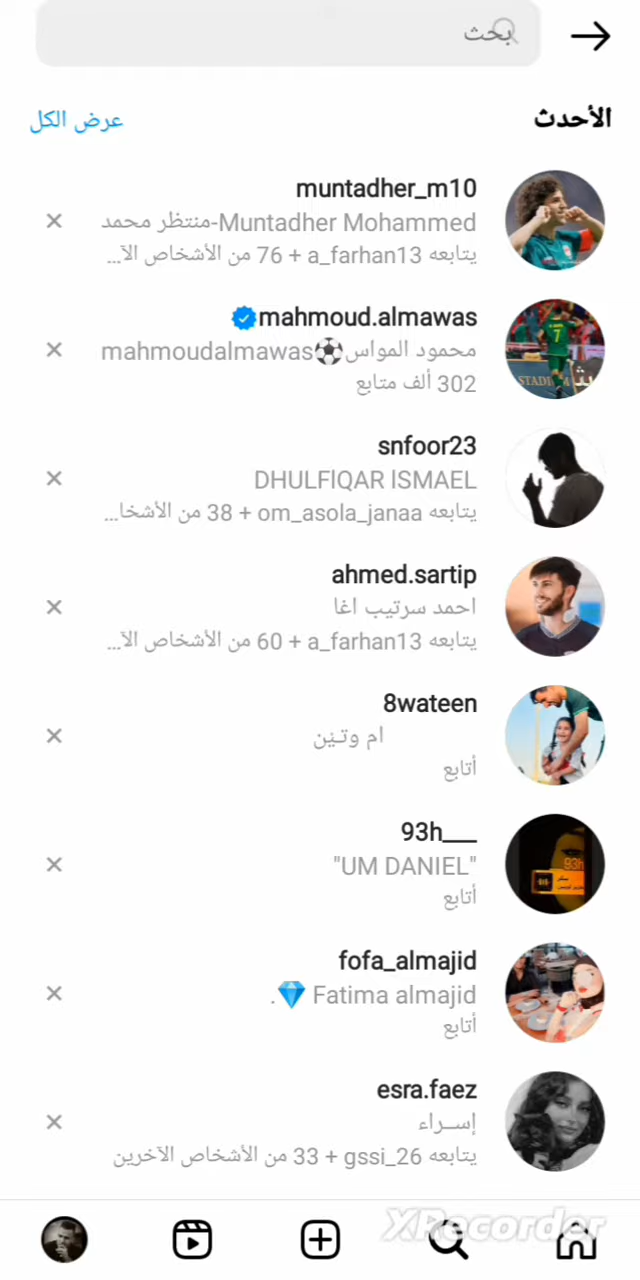 بحث
الأحدث
عرض الكل
muntadher_m10
Muntadher Mohammed-منتظر محمد
يتابعه a_farhan13 + 76 من الأشخاص الآ...
mahmoud.almawas
محمود المواس⚽mahmoudalmawas
302 ألف متابع
snfoor23
DHULFIQAR ISMAEL
يتابعه om_asola_janaa + 38 من الأشخا...
ahmed.sartip
احمد سرتيب اغا
يتابعه a_farhan13 + 60 من الأشخاص الآ...
8wateen
ام وتـيٰن
أتابع
93h___
"UM DANIEL"
أتابع
fofa_almajid
Fatima almajid 💎.
أتابع
esra.faez
إســراء
يتابعه gssi_26 + 33 من الأشخاص الآخرين
XRecorder